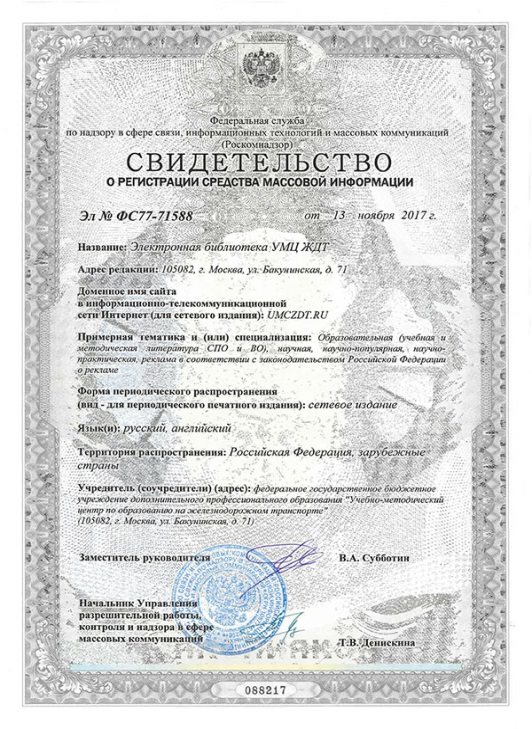 Федеральная служба
по надзору в сфере связи, информационных технологий и массовых коммуникаций
(Роскомнадзор)
СВИДЕТЕЛЬСТВО
О РЕГИСТРАЦИИ СРЕДСТВА МАССОВОЙ ИНФОРМАЦИИ
Эл № ФС77-71588 от 13 ноября 2017 г.
Название: Электронная библиотека УМЦ ЖДТ
Адрес редакции: 105082, г. Москва, ул. Бакунинская, д. 71
Доменное имя сайта
в информационно-телекоммуникационной
сети Интернет (для сетевого издания): UMCZDT.RU
Примерная тематика и (или) специализация: Образовательная (учебная и
методическая литература СПО и ВО), научная, научно-популярная, научно-
практическая, реклама в соответствии с законодательством Российской Федерации
о рекламе
Форма периодического распространения
(вид - для периодического печатного издания): сетевое издание
Язык(и): русский, английский
Территория распространения: Российская Федерация, зарубежные
страны
Учредитель (соучредители) (адрес): федеральное государственное бюджетное
учреждение дополнительного профессионального образования "Учебно-методический
центр по образованию на железнодорожном транспорте"
(105082, г. Москва, ул. Бакунинская, д. 71)
Заместитель руководителя В.А. Субботин
Начальник Управления
разрешительной работы,
контроля и надзора в сфере
массовых коммуникаций Т.В. Денискина
088217